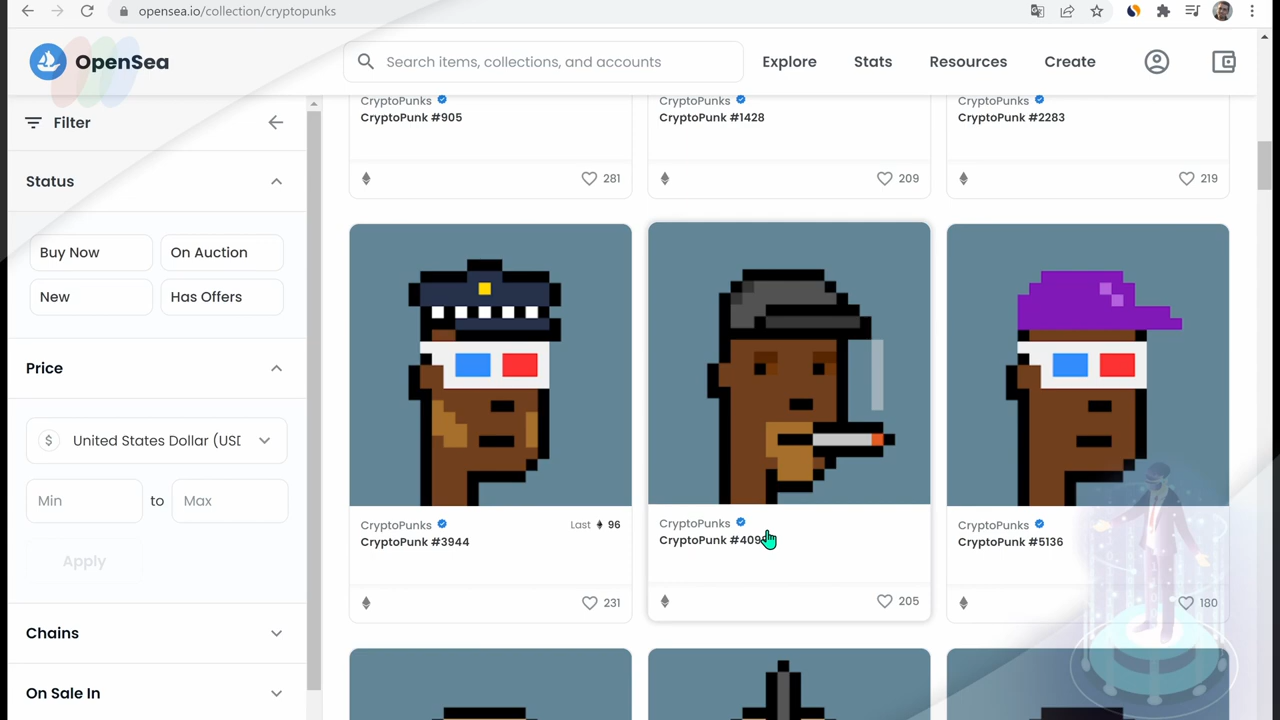 opensea.io/collection/cryptopunks
OpenSea
Search items, collections, and accounts
Explore
Stats
Resources
Create
Filter
Status
Buy Now
On Auction
New
Has Offers
Price
$ United States Dollar (USD
Min
to
Max
Apply
Chains
On Sale In
CryptoPunks
CryptoPunk #905
281
CryptoPunks
CryptoPunk #1428
209
CryptoPunks
CryptoPunk #2283
219
CryptoPunks
Last 96
CryptoPunk #3944
231
CryptoPunks
CryptoPunk
205
CryptoPunks
CryptoPunk #5136
180